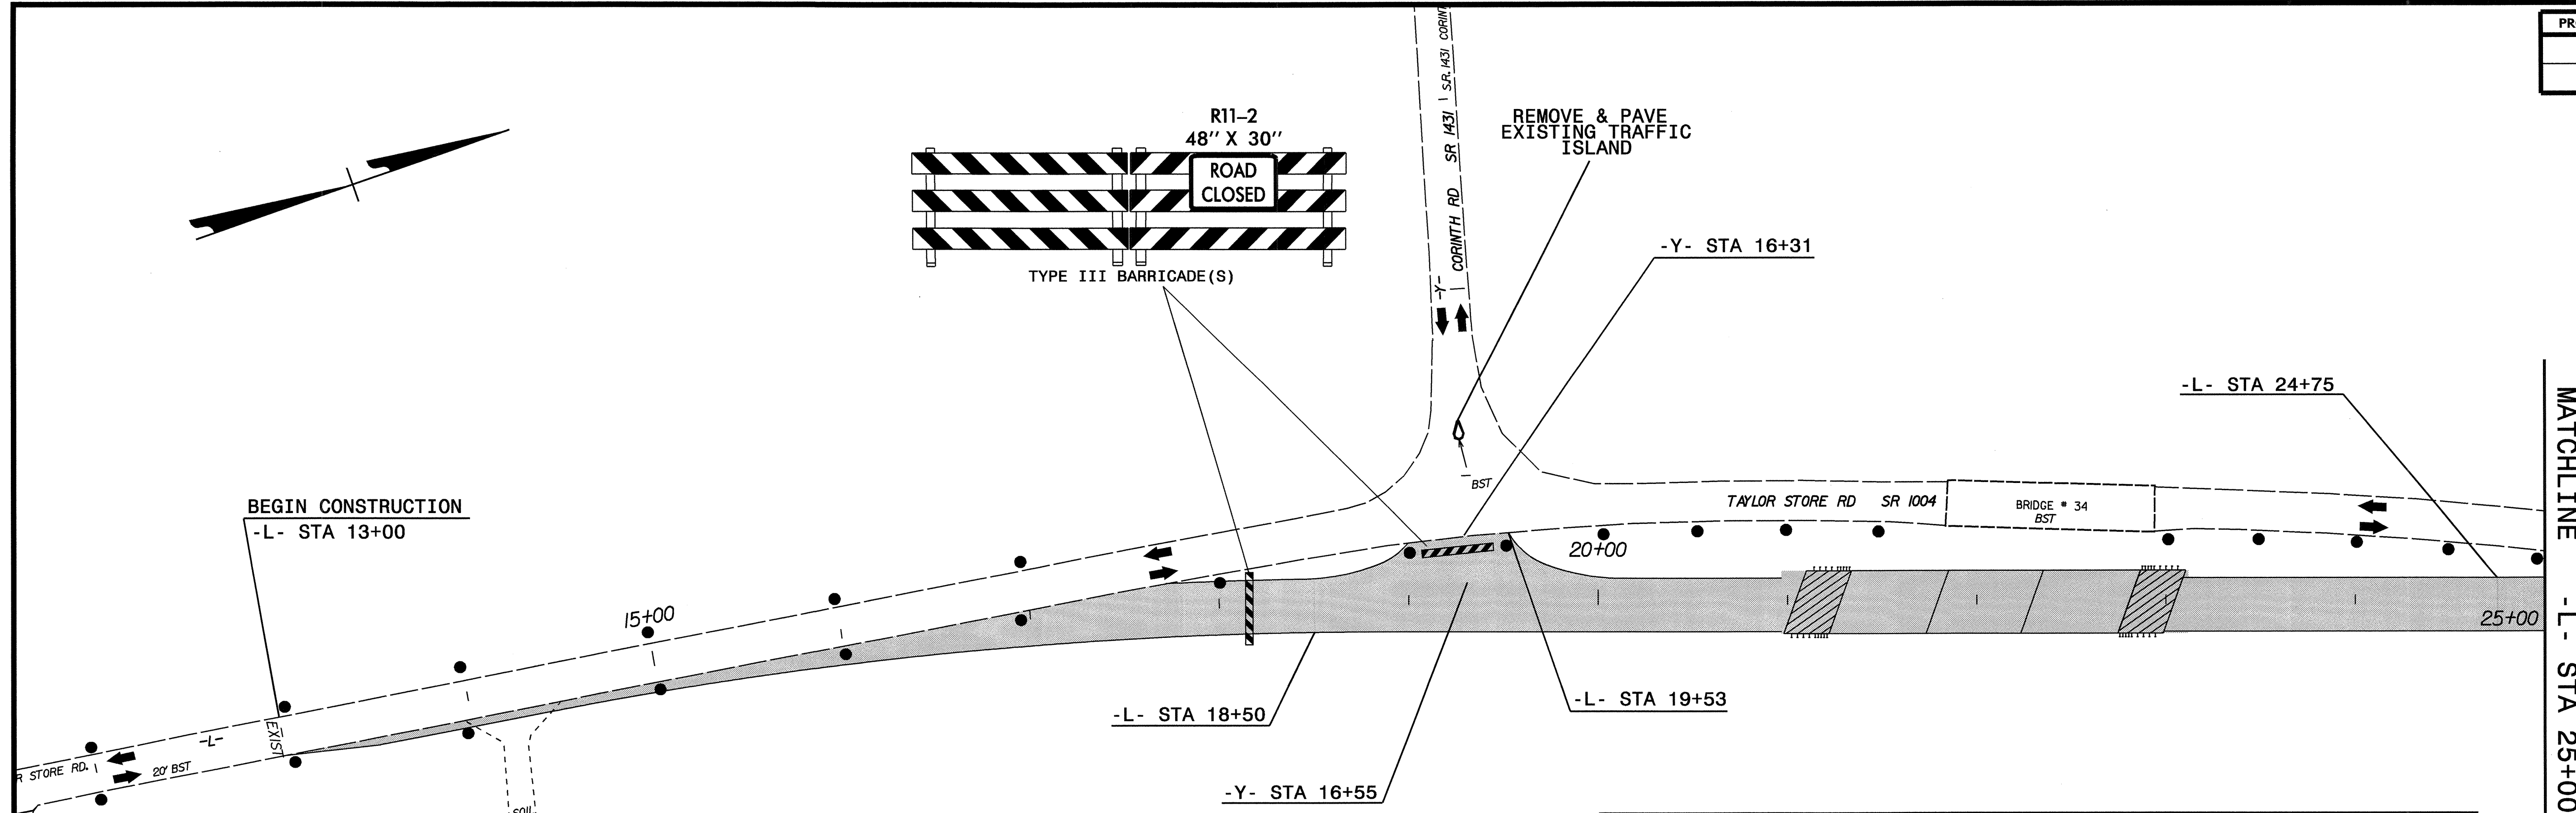 PR
R11-2
48" X 30"
ROAD
CLOSED
TYPE III BARRICADE(S)
REMOVE & PAVE
EXISTING TRAFFIC
ISLAND
SR 1431
S.R. 1431 CORINT
CORINTH RD
-Y-
-Y- STA 16+31
-L- STA 24+75
MATCHLINE -L- STA 25+00
BEGIN CONSTRUCTION
-L- STA 13+00
BST
TAYLOR STORE RD SR 1004
BRIDGE # 34
BST
20+00
15+00
25+00
-L- STA 18+50
-L- STA 19+53
-Y- STA 16+55
EXIST
-L-
R STORE RD.
20' BST
SOIL